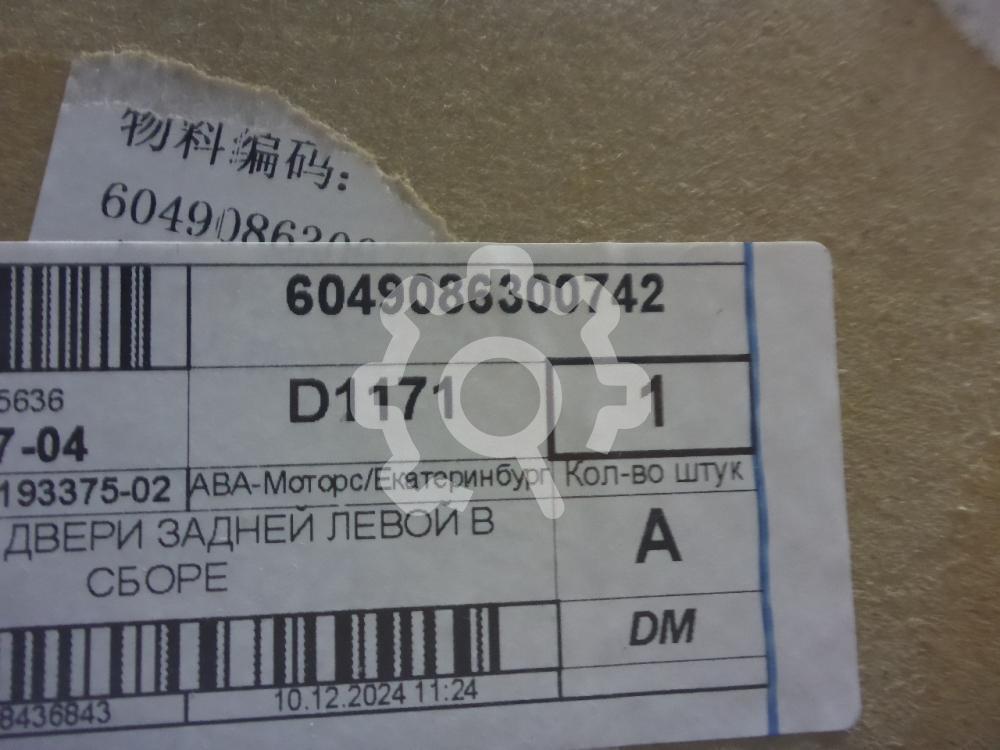 物料编码:
6049086300
6049086300742
D1171
1
5636
7-04
193375-02
АВА-Моторс/Екатеринбург
Кол-во штук
ДВЕРИ ЗАДНЕЙ ЛЕВОЙ В
СБОРЕ
A
DM
10.12.2024 11:24
8436843